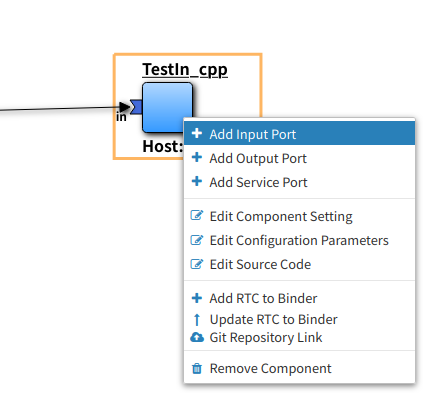 TestIn_cpp
in
Host:
Add Input Port
Add Output Port
Add Service Port
Edit Component Setting
Edit Configuration Parameters
Edit Source Code
Add RTC to Binder
Update RTC to Binder
Git Repository Link
Remove Component